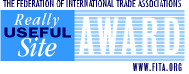 THE FEDERATION OF INTERNATIONAL TRADE ASSOCIATIONS
Really
USEFUL
Site
AWARD
WWW.FITA.ORG